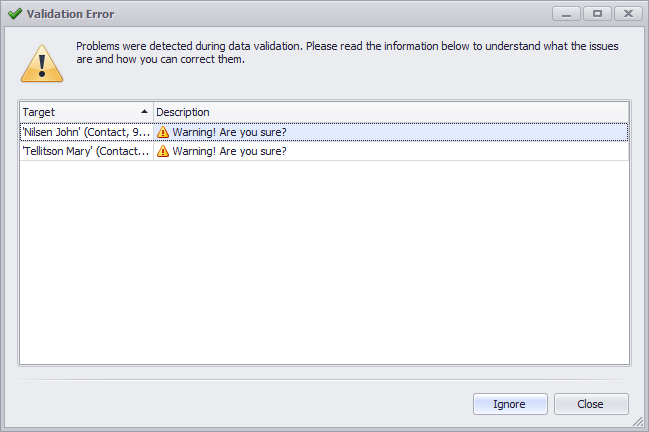 Validation Error
Problems were detected during data validation. Please read the information below to understand what the issues
are and how you can correct them.
Target Description
'Nilsen John' (Contact, 9... Warning! Are you sure?
'Tellitson Mary' (Contact... Warning! Are you sure?
Ignore Close